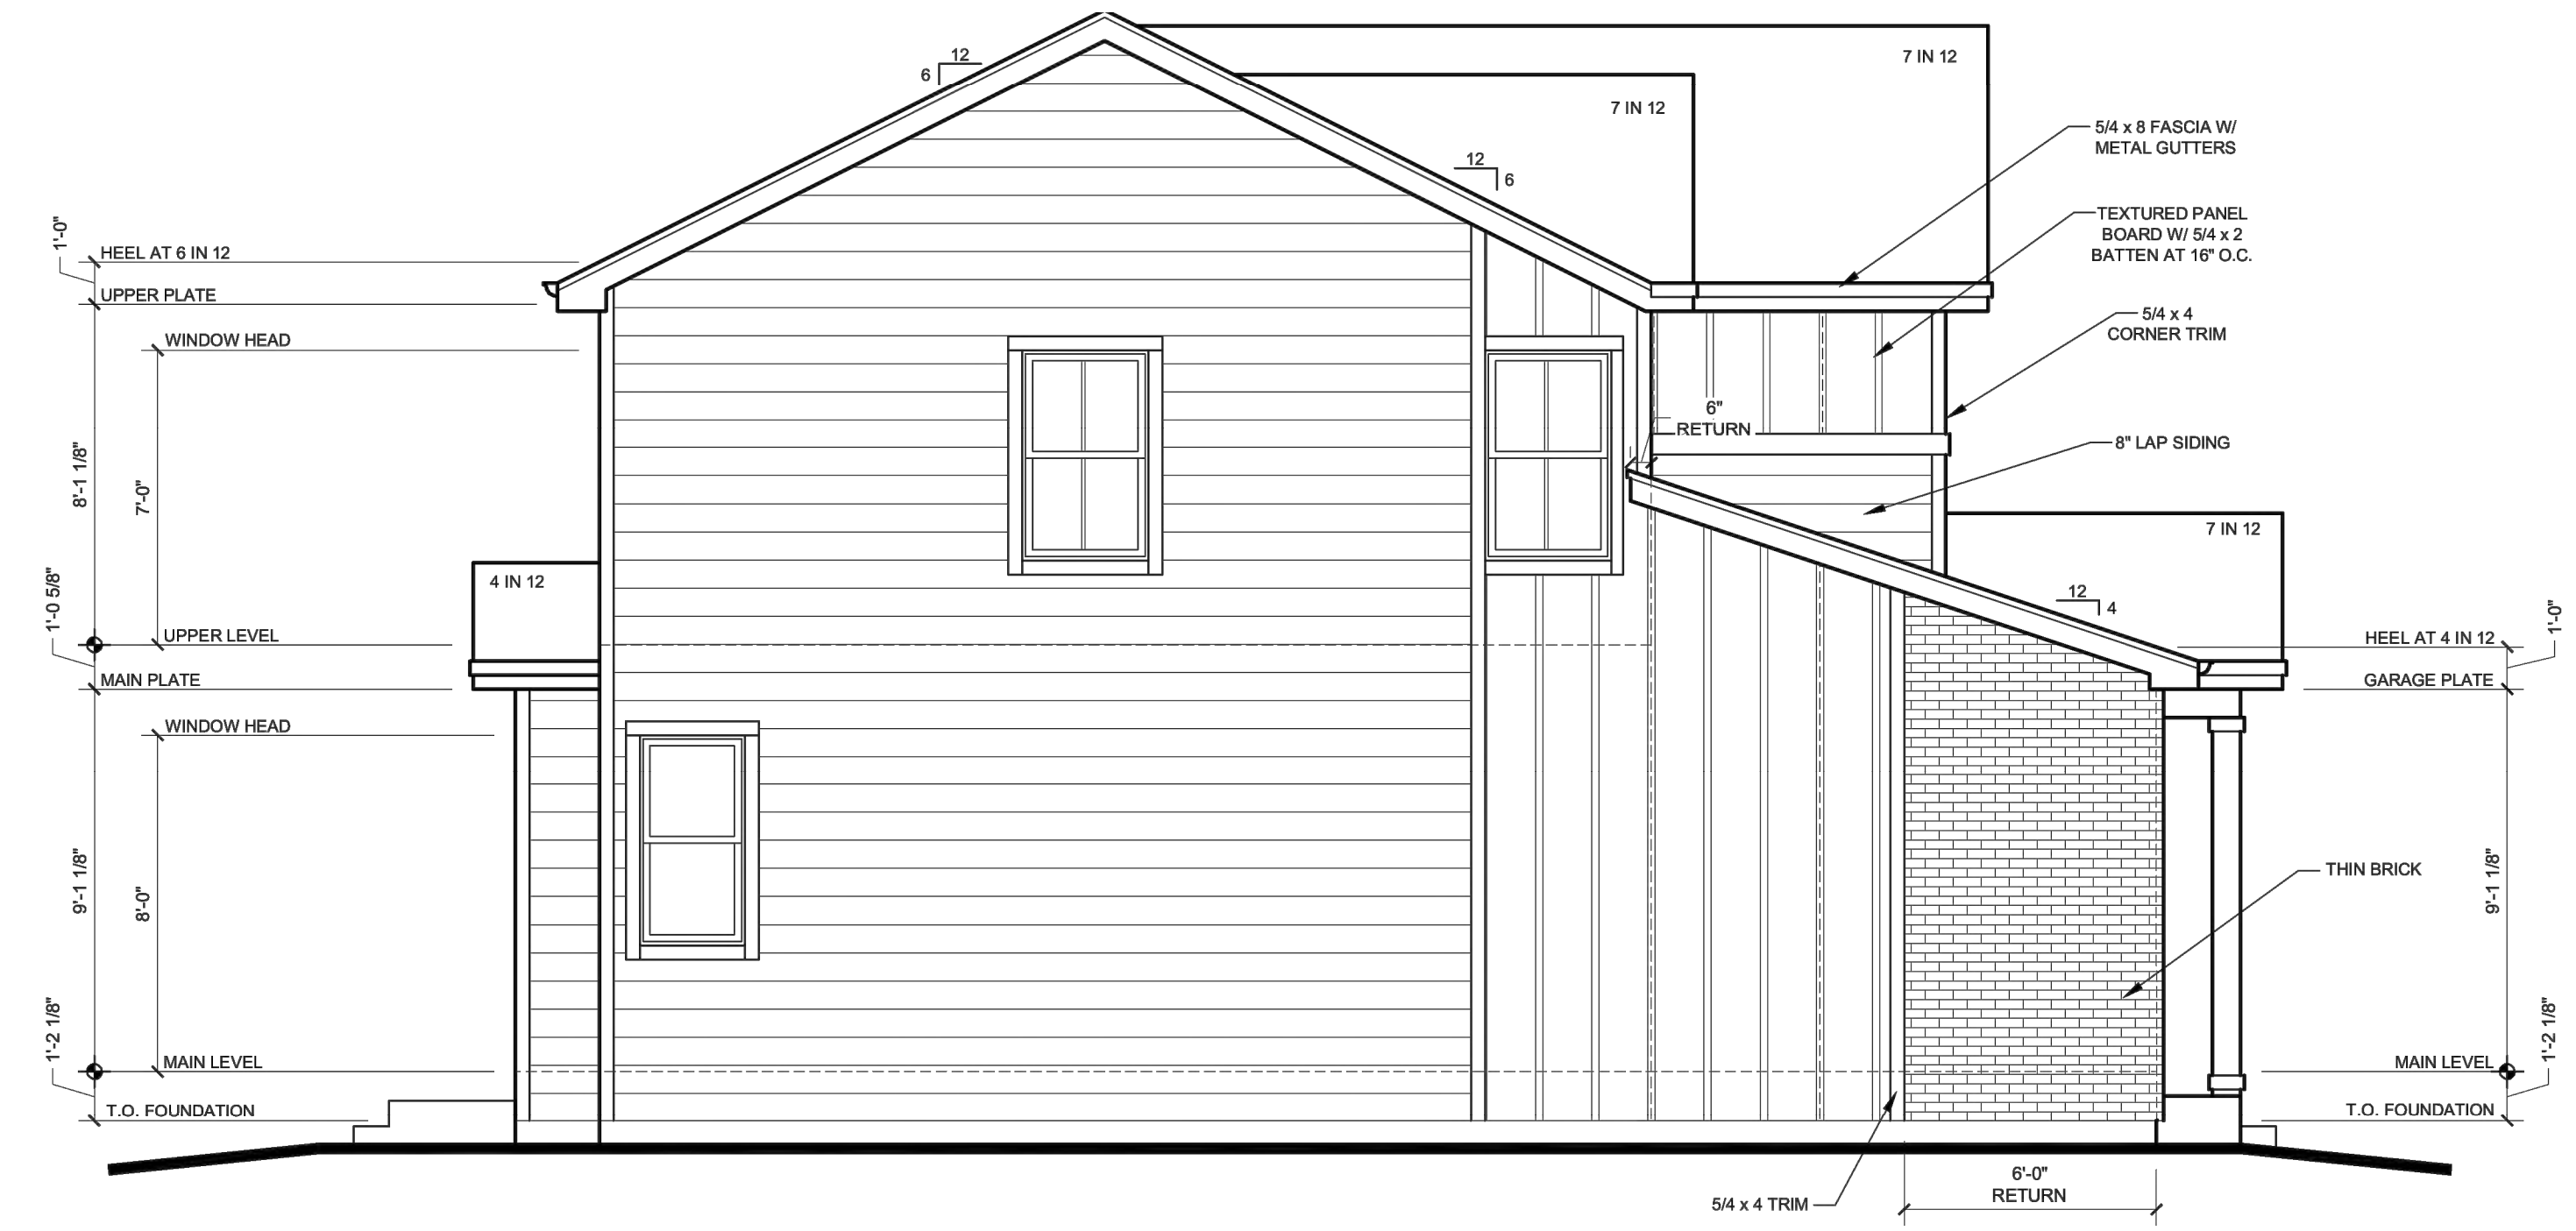 12
6
7 IN 12
7 IN 12
5/4 x 8 FASCIA W/
METAL GUTTERS
12
6
TEXTURED PANEL
BOARD W/ 5/4 x 2
BATTEN AT 16" O.C.
1'-0"
HEEL AT 6 IN 12
UPPER PLATE
5/4 x 4
CORNER TRIM
WINDOW HEAD
6"
RETURN
8" LAP SIDING
8'-1 1/8"
7'-0"
7 IN 12
4 IN 12
1'-0 5/8"
12
4
1'-0"
UPPER LEVEL
HEEL AT 4 IN 12
MAIN PLATE
GARAGE PLATE
WINDOW HEAD
THIN BRICK
9'-1 1/8"
8'-0"
9'-1 1/8"
1'-2 1/8"
1'-2 1/8"
MAIN LEVEL
MAIN LEVEL
T.O. FOUNDATION
T.O. FOUNDATION
6'-0"
RETURN
5/4 x 4 TRIM